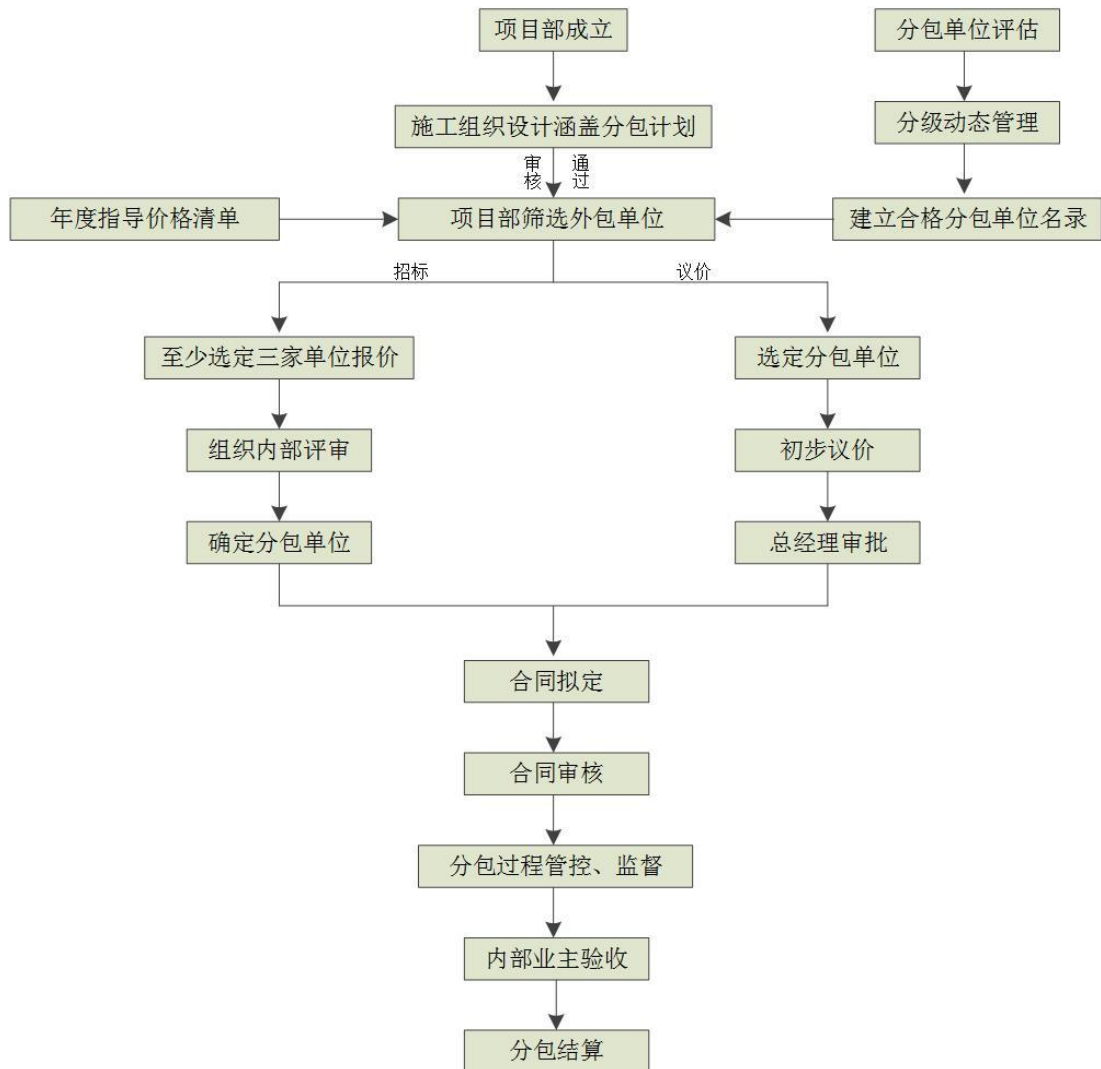 项目部成立
分包单位评估
施工组织设计涵盖分包计划
分级动态管理
审核
通过
年度指导价格清单
项目部筛选外包单位
建立合格分包单位名录
招标
议价
至少选定三家单位报价
选定分包单位
组织内部评审
初步议价
确定分包单位
总经理审批
合同拟定
合同审核
分包过程管控、监督
内部业主验收
分包结算